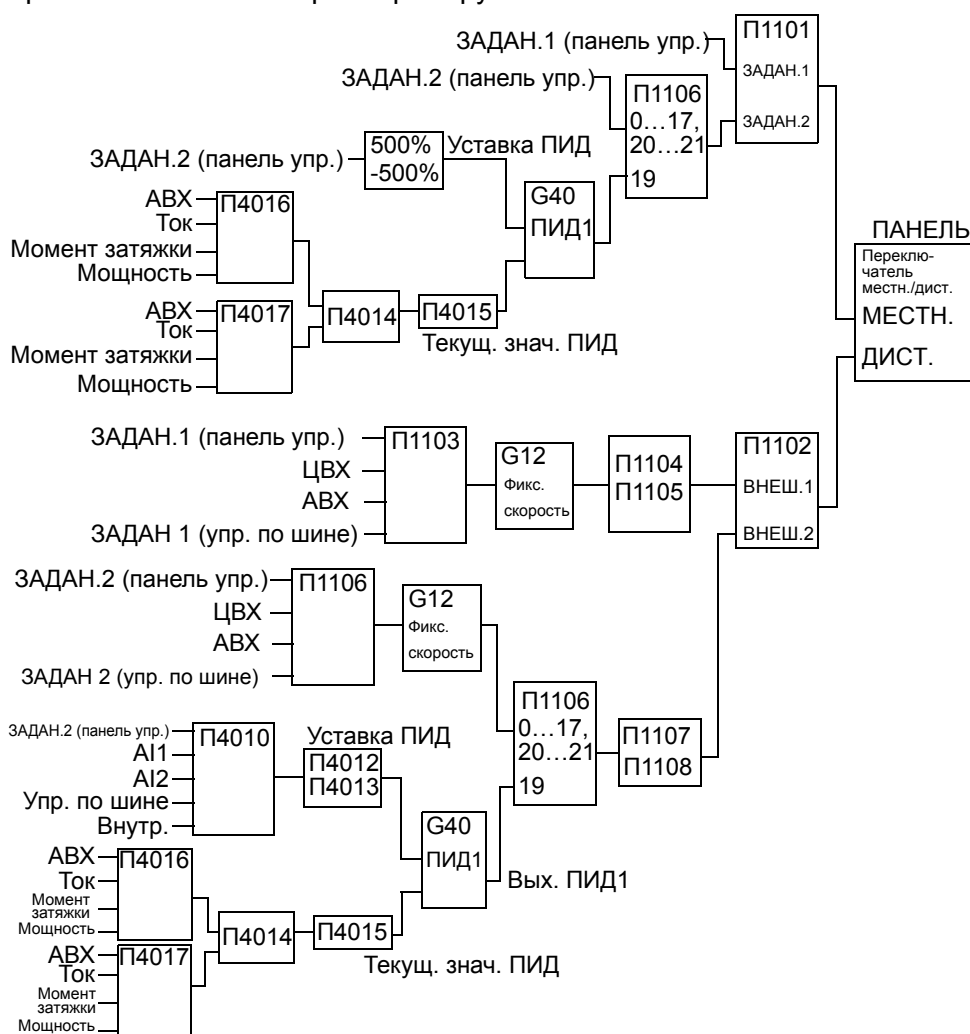 П1101
ЗАДАН.1 (панель упр.)
ЗАДАН.1
ЗАДАН.2 (панель упр.)
П1106
0...17,
20...21
19
ЗАДАН.2
ЗАДАН.2 (панель упр.)
500%
-500%
Уставка ПИД
G40
ПИД1
АВХ
Ток
Момент затяжки
Мощность
П4016
АВХ
Ток
Момент затяжки
Мощность
П4017
П4014
П4015
Текущ. знач. ПИД
ПАНЕЛЬ
Переклю-
чатель
местн./дист.
МЕСТН.
ДИСТ.
ЗАДАН.1 (панель упр.)
ЦВХ
АВХ
ЗАДАН 1 (упр. по шине)
П1103
G12
Фикс.
скорость
П1104
П1105
П1102
ВНЕШ.1
ВНЕШ.2
ЗАДАН.2 (панель упр.)
ЦВХ
АВХ
ЗАДАН 2 (упр. по шине)
П1106
G12
Фикс.
скорость
П1106
0...17,
20...21
19
П1107
П1108
ЗАДАН.2 (панель упр.)
AI1
AI2
Упр. по шине
Внутр.
П4010
Уставка ПИД
П4012
П4013
G40
ПИД1
Вых. ПИД1
АВХ
Ток
Момент
затяжки
Мощность
П4016
П4014
П4015
Текущ. знач. ПИД
АВХ
Ток
Момент
затяжки
Мощность
П4017